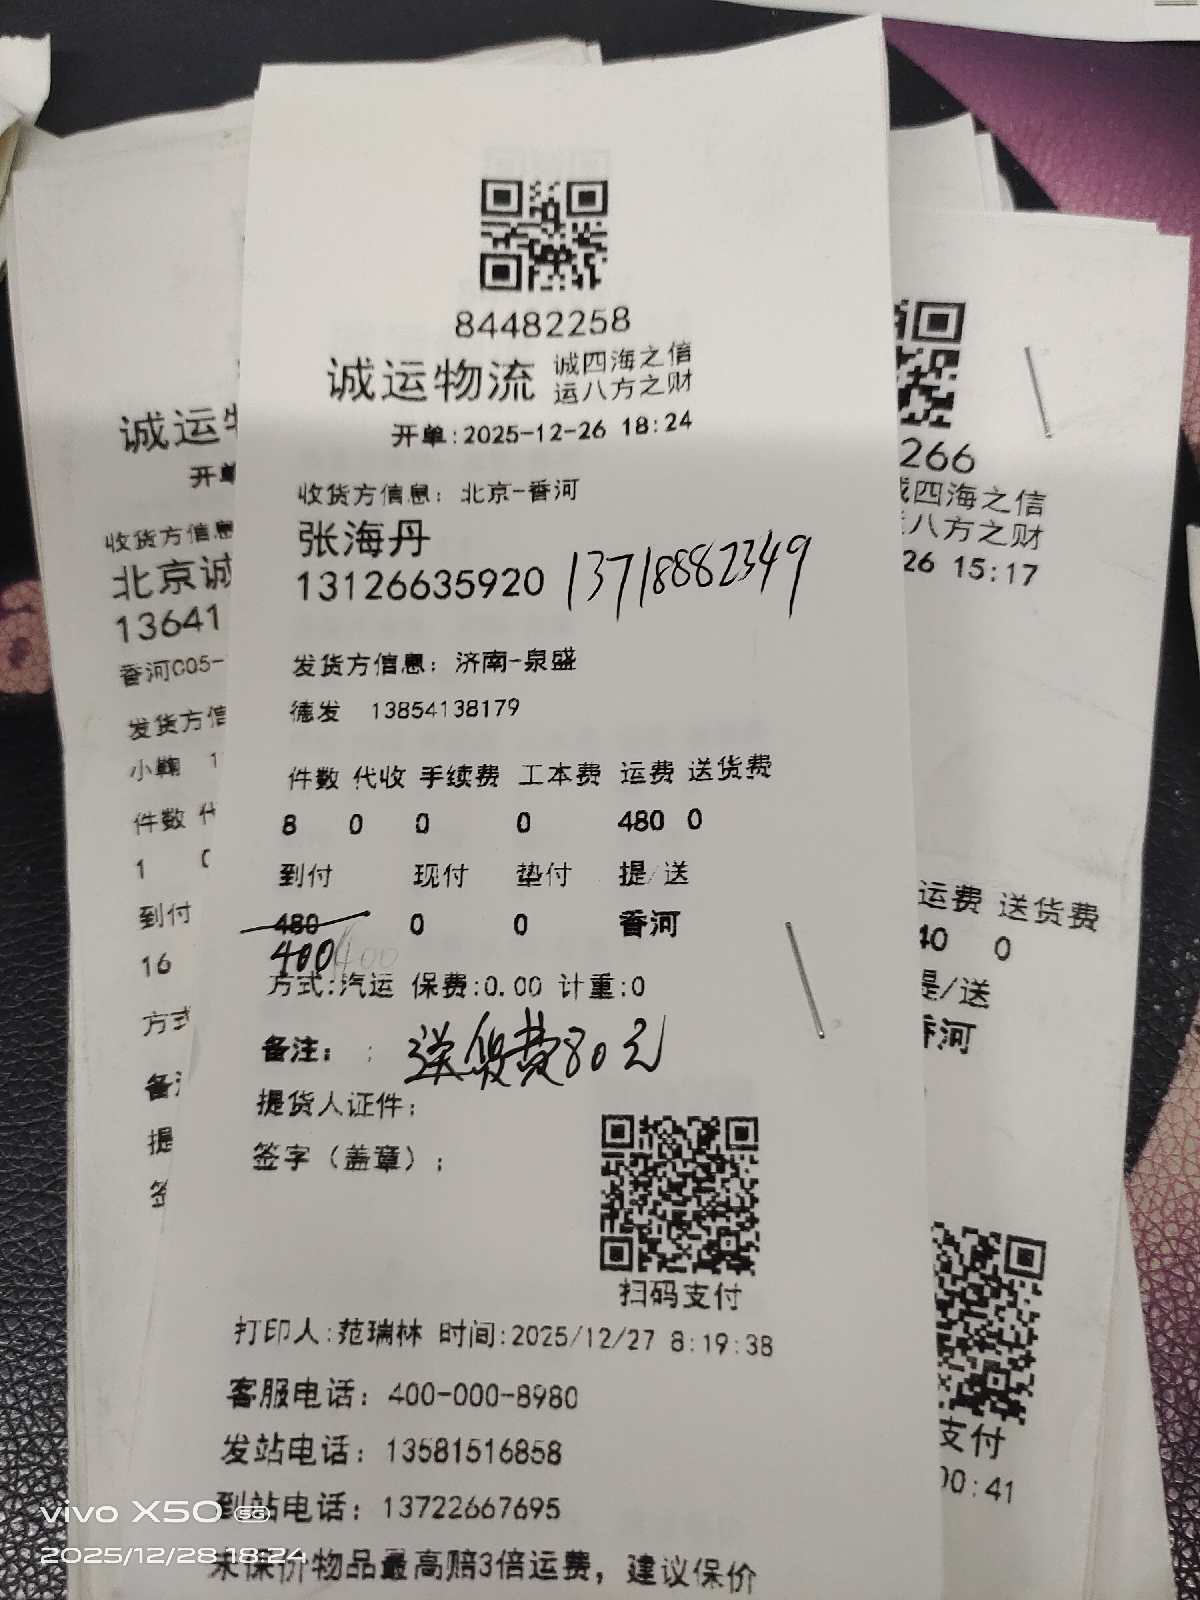 84482258
诚运物流 诚四海之信
运八方之财
开单:2025-12-26 18:24
收货方信息: 北京-香河
张海丹
13126635920 13718882349
发货方信息: 济南-泉盛
德发 13854138179
件数 代收 手续费 工本费 运费 送货费
8 0 0 0 480 0
到付 现付 垫付 提/送
480 0 0 香河
400 400
方式:汽运 保费:0.00 计重:0
备注: ; 送货费80元
提货人证件:
签字(盖章):
扫码支付
打印人:范瑞林 时间:2025/12/27 8:19:38
客服电话: 400-000-8980
发站电话: 13581516858
到站电话: 13722667695
未保价物品最高赔3倍运费,建议保价
诚运
开单
收货方信息
北京诚
13641
香河C05-
发货方信
小鞠 1
件数 代
1 0
到付
16
方式
备
提
签
266
四海之信
八方之财
26 15:17
运费 送货费
40 0
提/送
香河
支付
00:41
vivo X50 5G
2025/12/28 18:24